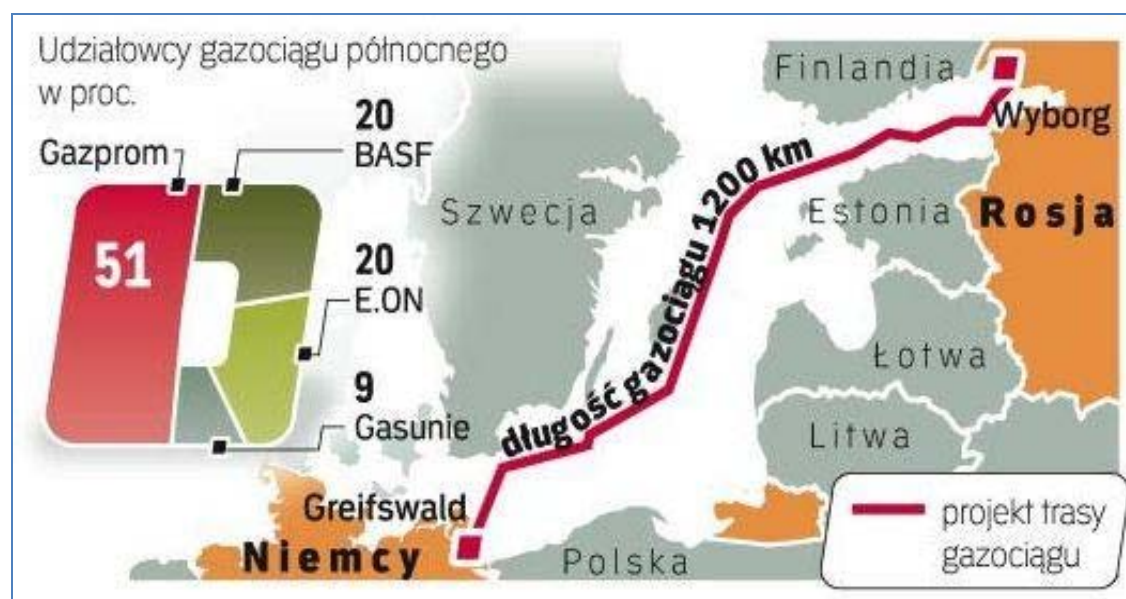 Udziałowcy gazociągu północnego
w proc.
Gazprom
51
20
BASF
20
E.ON
9
Gasunie
Finlandia
Wyborg
Szwecja
Estonia
Rosja
długość gazociągu 1200 km
Łotwa
Litwa
Greifswald
Niemcy
Polska
projekt trasy
gazociągu